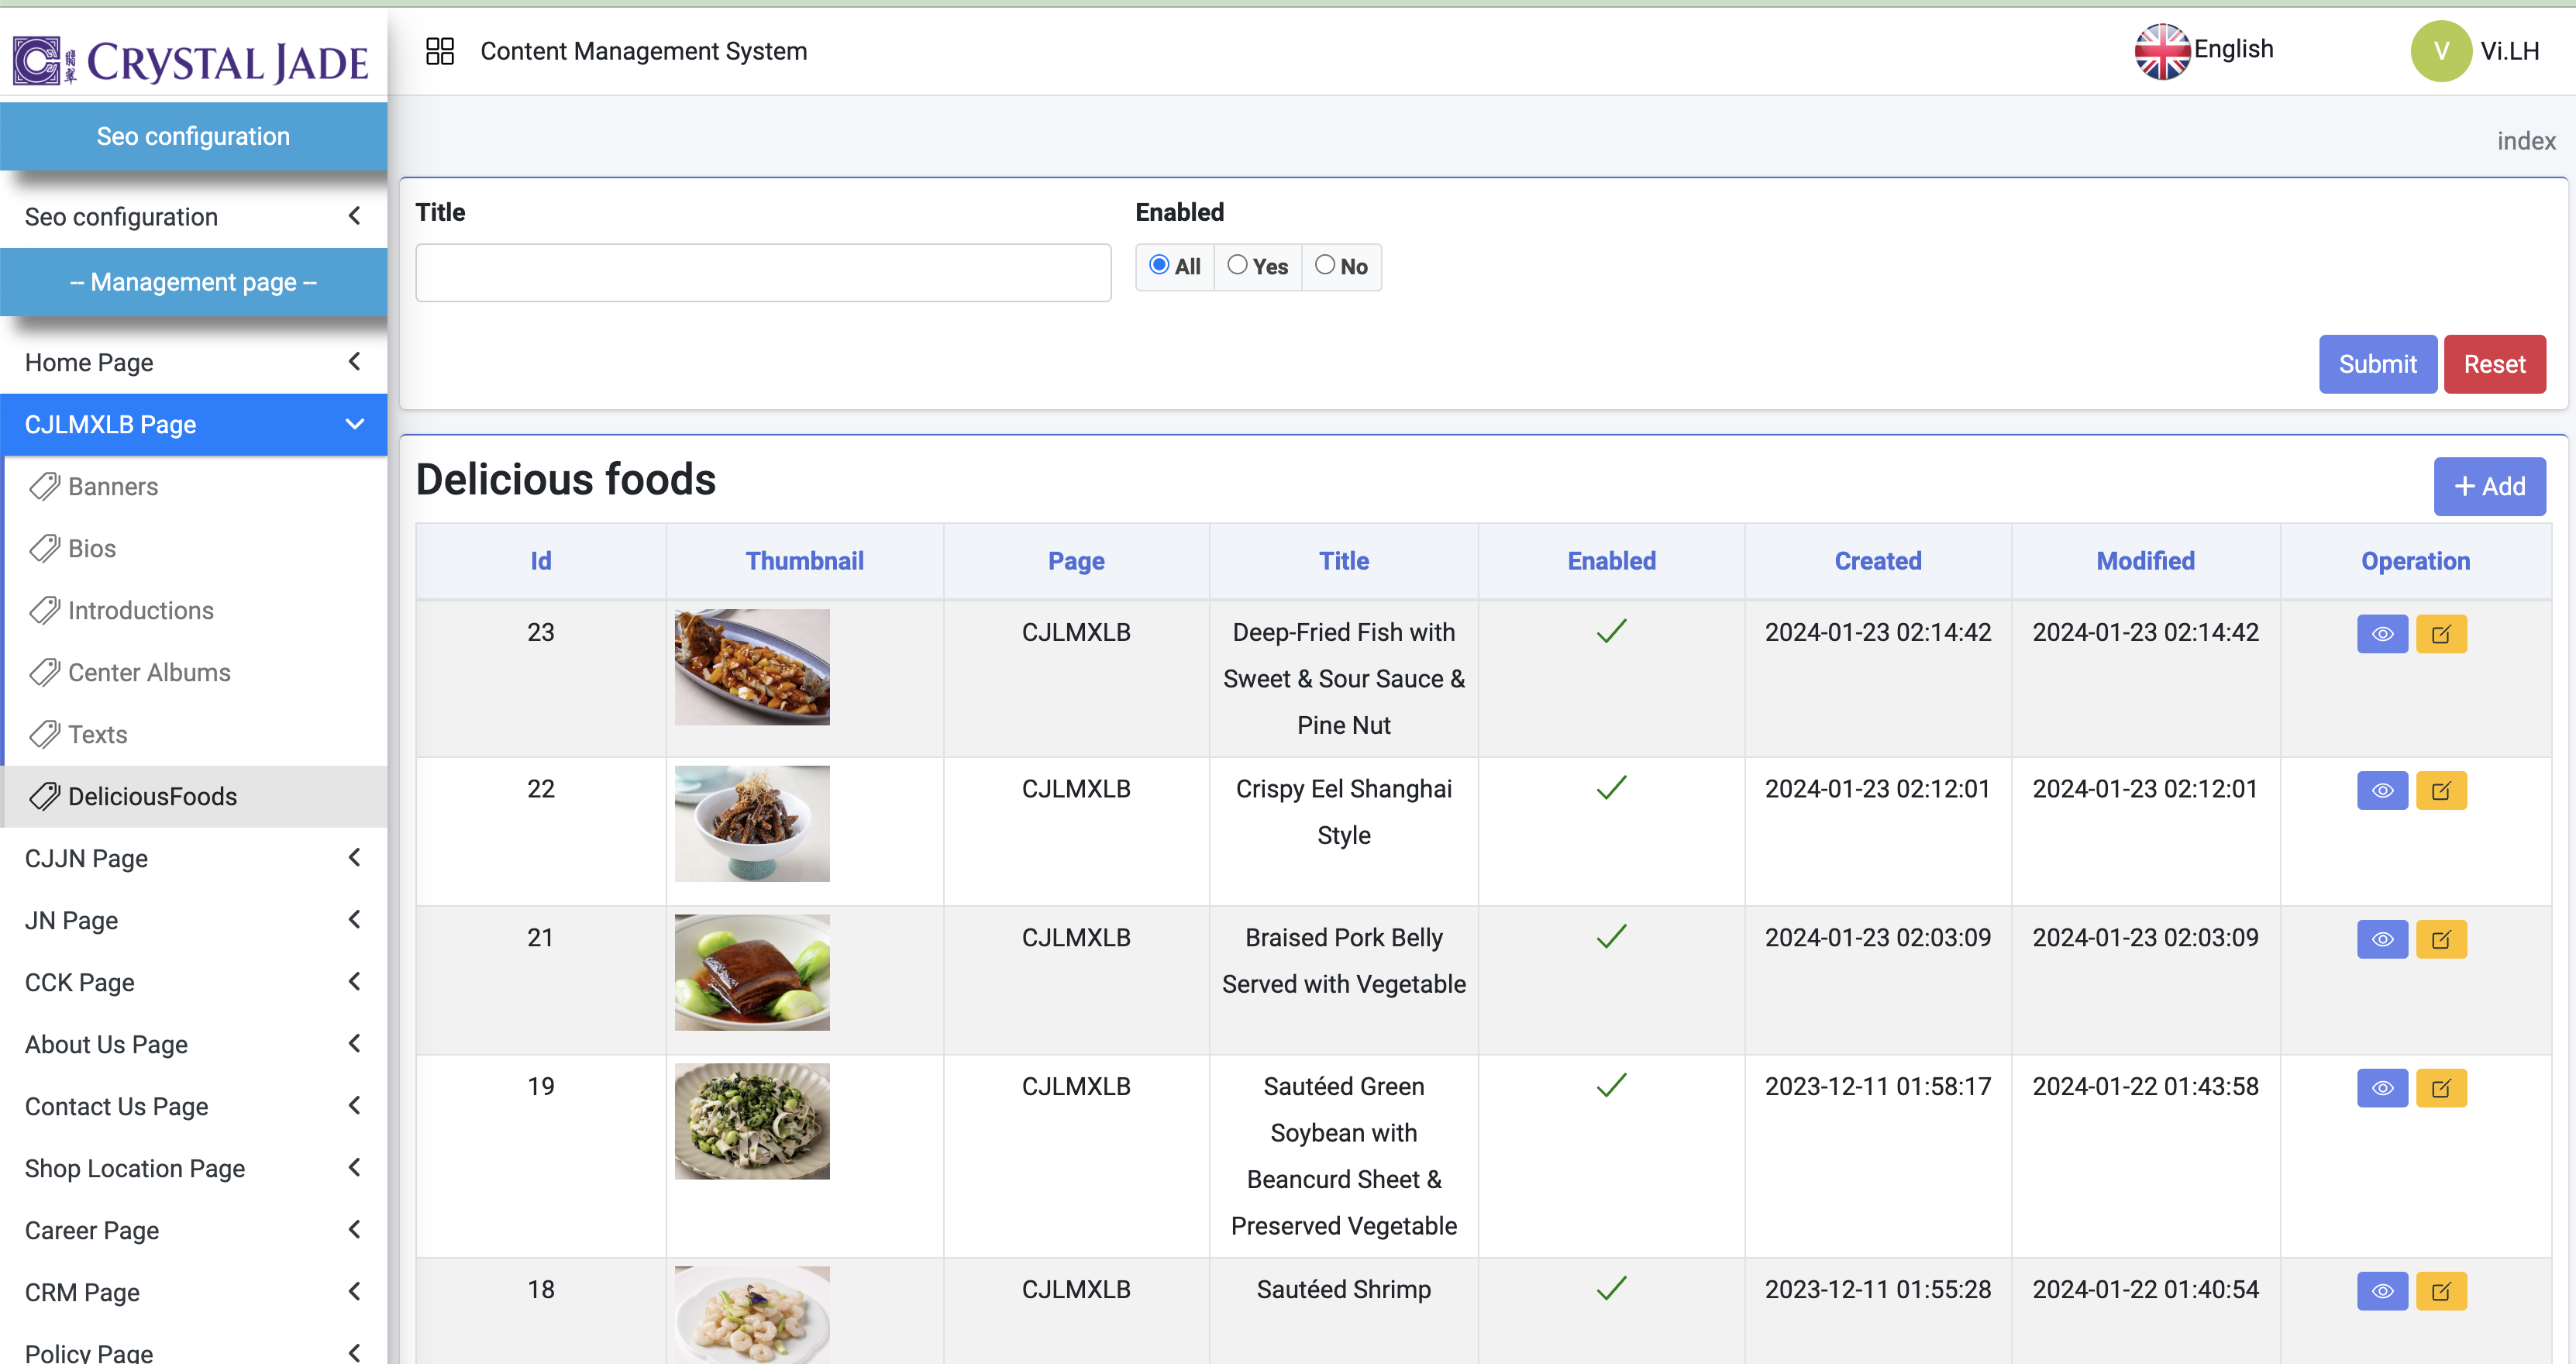 CRYSTAL JADE
翡翠
Content Management System
English
V
Vi.LH
Seo configuration
index
Seo configuration
-- Management page --
Home Page
CJLMXLB Page
Banners
Bios
Introductions
Center Albums
Texts
DeliciousFoods
CJJN Page
JN Page
CCK Page
About Us Page
Contact Us Page
Shop Location Page
Career Page
CRM Page
Policy Page
Title
Enabled
All
Yes
No
Submit
Reset
Delicious foods
+ Add
Id Thumbnail Page Title Enabled Created Modified Operation
23 CJLMXLB Deep-Fried Fish with 2024-01-23 02:14:42 2024-01-23 02:14:42
Sweet & Sour Sauce &
Pine Nut
22 CJLMXLB Crispy Eel Shanghai 2024-01-23 02:12:01 2024-01-23 02:12:01
Style
21 CJLMXLB Braised Pork Belly 2024-01-23 02:03:09 2024-01-23 02:03:09
Served with Vegetable
19 CJLMXLB Sautéed Green 2023-12-11 01:58:17 2024-01-22 01:43:58
Soybean with
Beancurd Sheet &
Preserved Vegetable
18 CJLMXLB Sautéed Shrimp 2023-12-11 01:55:28 2024-01-22 01:40:54